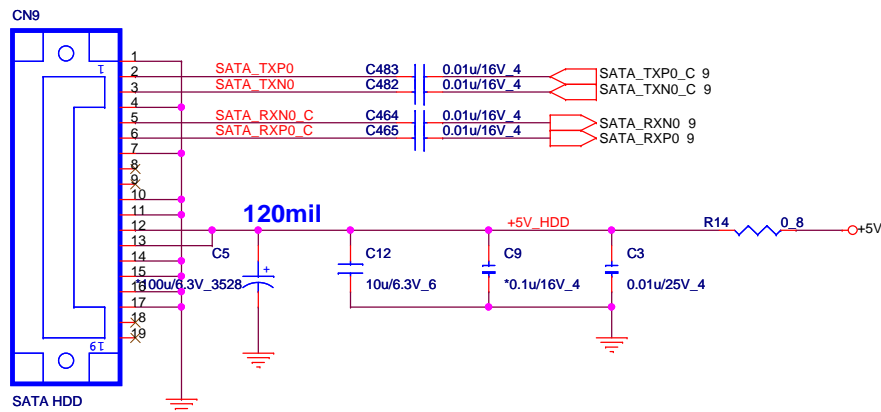 CN9
1
1
2 SATA_TXP0 C483 0.01u/16V_4 SATA_TXP0_C 9
3 SATA_TXN0 C482 0.01u/16V_4 SATA_TXN0_C 9
4
5 SATA_RXN0_C C464 0.01u/16V_4 SATA_RXN0 9
6 SATA_RXP0_C C465 0.01u/16V_4 SATA_RXP0 9
7
8
9
10
11 120mil
12 +5V_HDD R14 0_8 +5V
13 C5 C12 C9 C3
14
15
*100u/6.3V_3528 10u/6.3V_6 *0.1u/16V_4 0.01u/25V_4
16
17
18
19
19
SATA HDD